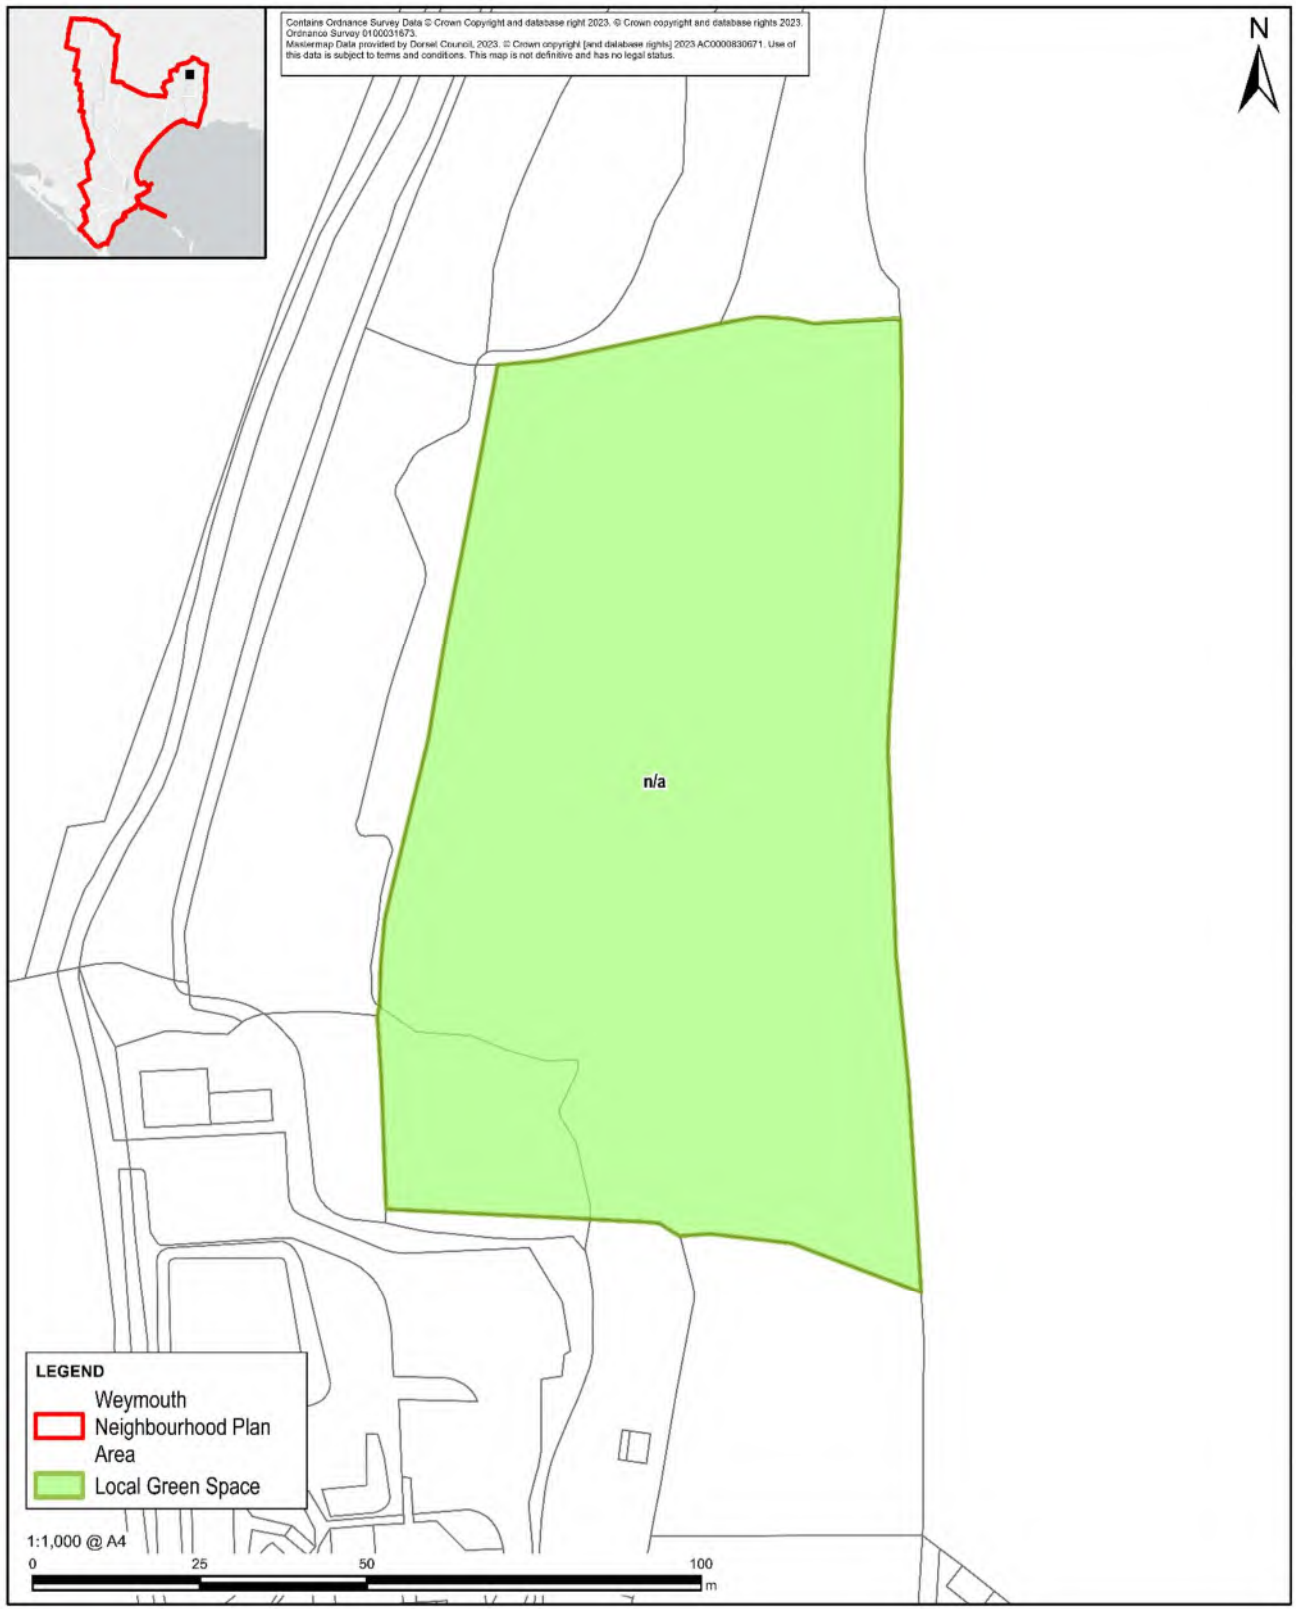 Contains Ordnance Survey Data © Crown Copyright and database right 2023. © Crown copyright and database rights 2023.
Ordnance Survey 0100031673.
Mastermap Data provided by Dorset Council, 2023. © Crown copyright [and database rights] 2023 AC0000830671. Use of
this data is subject to terms and conditions. This map is not definitive and has no legal status.
N
n/a
LEGEND
Weymouth
Neighbourhood Plan
Area
Local Green Space
1:1,000 @ A4
0 25 50 100
m